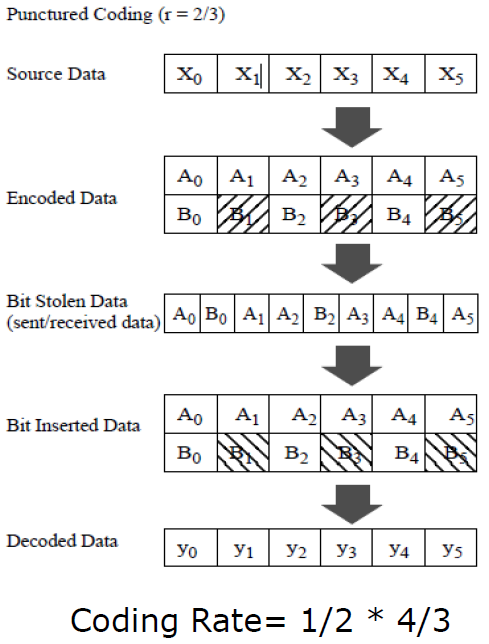 Punctured Coding (r = 2/3)
Source Data
X₀ X₁ X₂ X₃ X₄ X₅
Encoded Data
A₀ A₁ A₂ A₃ A₄ A₅
B₀ B₁ B₂ B₃ B₄ B₅
Bit Stolen Data
(sent/received data)
A₀ B₀ A₁ A₂ B₂ A₃ A₄ B₄ A₅
Bit Inserted Data
A₀ A₁ A₂ A₃ A₄ A₅
B₀ B₁ B₂ B₃ B₄ B₅
Decoded Data
y₀ y₁ y₂ y₃ y₄ y₅
Coding Rate= 1/2 * 4/3